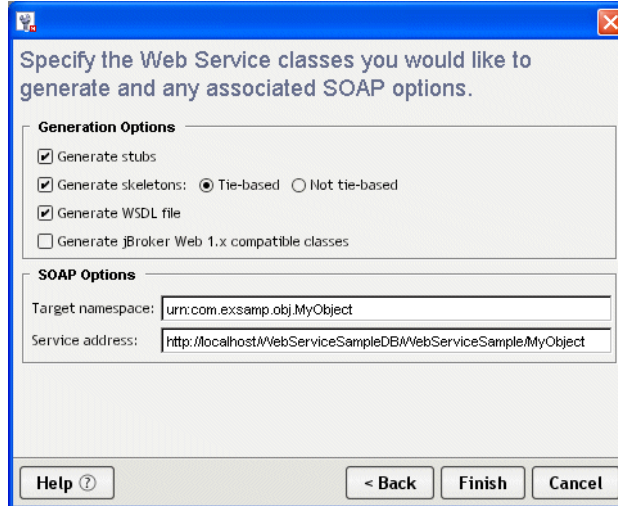 Specify the Web Service classes you would like to
generate and any associated SOAP options.
Generation Options
Generate stubs
Generate skeletons: Tie-based Not tie-based
Generate WSDL file
Generate jBroker Web 1.x compatible classes
SOAP Options
Target namespace: urn:com.exsamp.obj.MyObject
Service address: http://localhost/WebServiceSampleDB/WebServiceSample/MyObject
Help ? < Back Finish Cancel